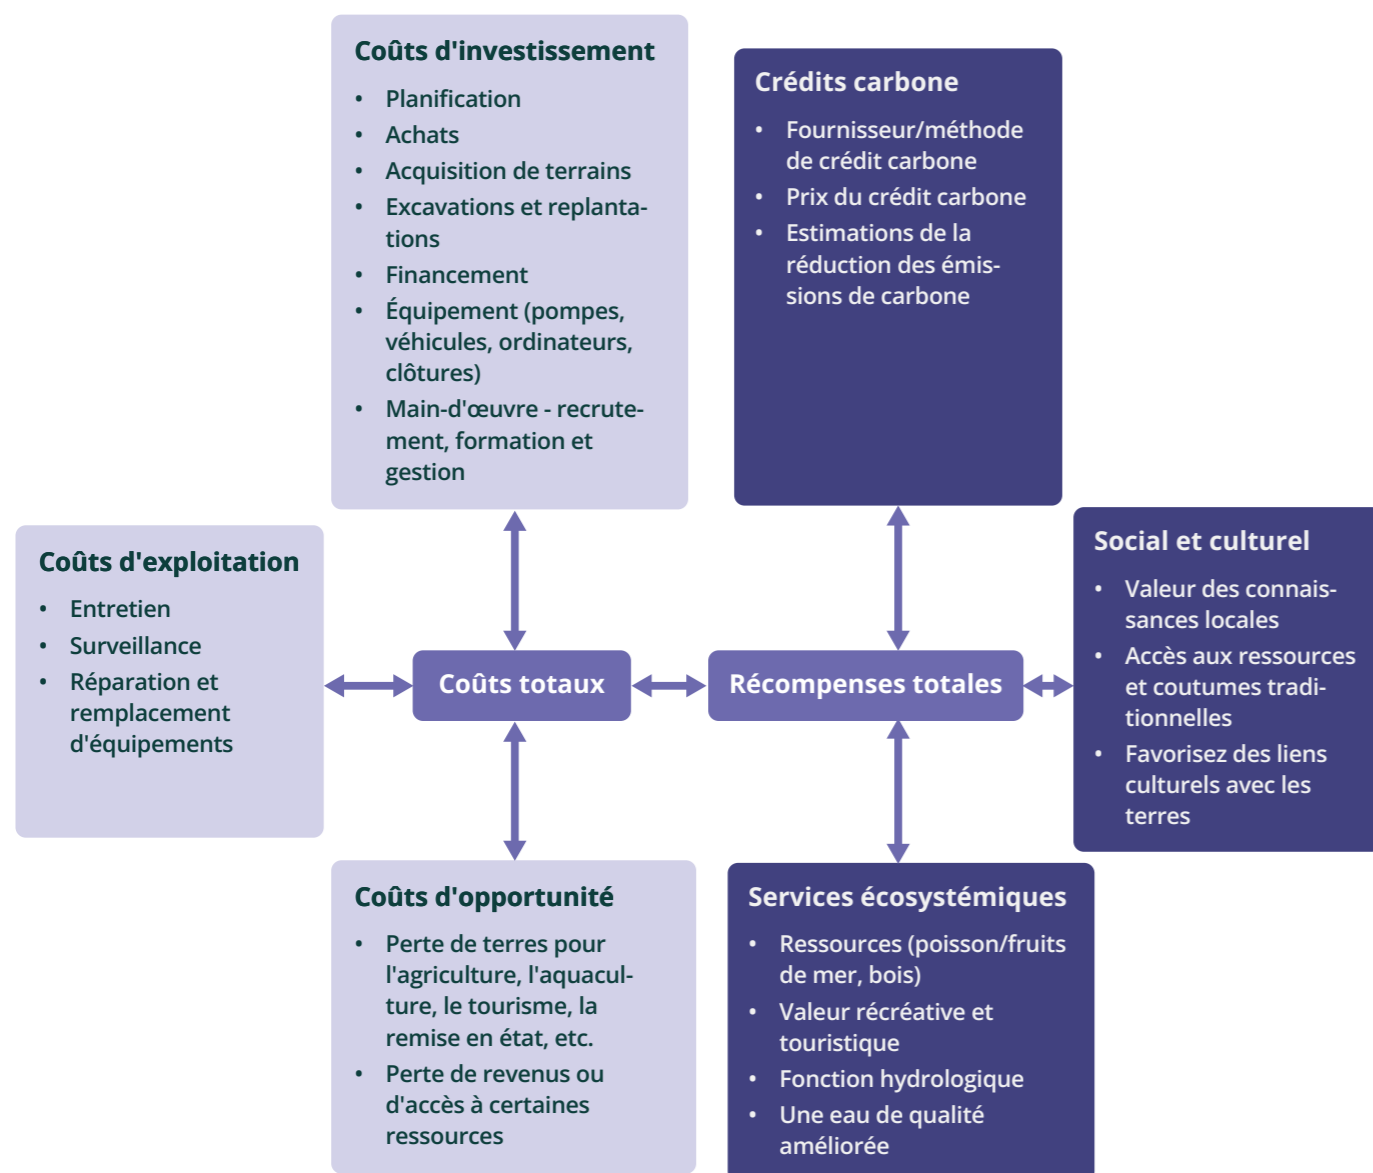 Coûts d'investissement
• Planification
• Achats
• Acquisition de terrains
• Excavations et replanta-
tions
• Financement
• Équipement (pompes,
véhicules, ordinateurs,
clôtures)
• Main-d'œuvre - recrute-
ment, formation et
gestion
Crédits carbone
• Fournisseur/méthode
de crédit carbone
• Prix du crédit carbone
• Estimations de la
réduction des émis-
sions de carbone
Coûts d'exploitation
• Entretien
• Surveillance
• Réparation et
remplacement
d'équipements
Coûts totaux
Récompenses totales
Social et culturel
• Valeur des connais-
sances locales
• Accès aux ressources
et coutumes tradi-
tionnelles
• Favorisez des liens
culturels avec les
terres
Coûts d'opportunité
• Perte de terres pour
l'agriculture, l'aquacul-
ture, le tourisme, la
remise en état, etc.
• Perte de revenus ou
d'accès à certaines
ressources
Services écosystémiques
• Ressources (poisson/fruits
de mer, bois)
• Valeur récréative et
touristique
• Fonction hydrologique
• Une eau de qualité
améliorée